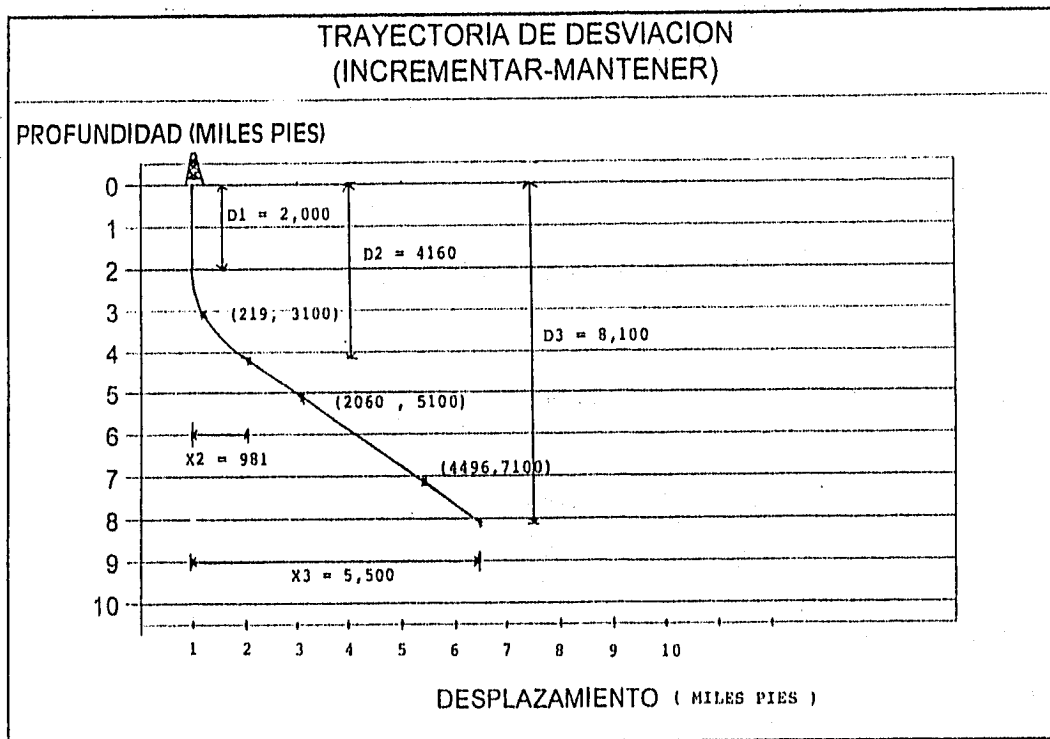 TRAYECTORIA DE DESVIACION
(INCREMENTAR-MANTENER)
PROFUNDIDAD (MILES PIES)
0
1
2
3
4
5
6
7
8
9
10
D1 = 2,000
D2 = 4160
(219; 3100)
D3 = 8,100
(2060 , 5100)
X2 = 981
(4496,7100)
X3 = 5,500
1 2 3 4 5 6 7 8 9 10
DESPLAZAMIENTO ( MILES PIES )